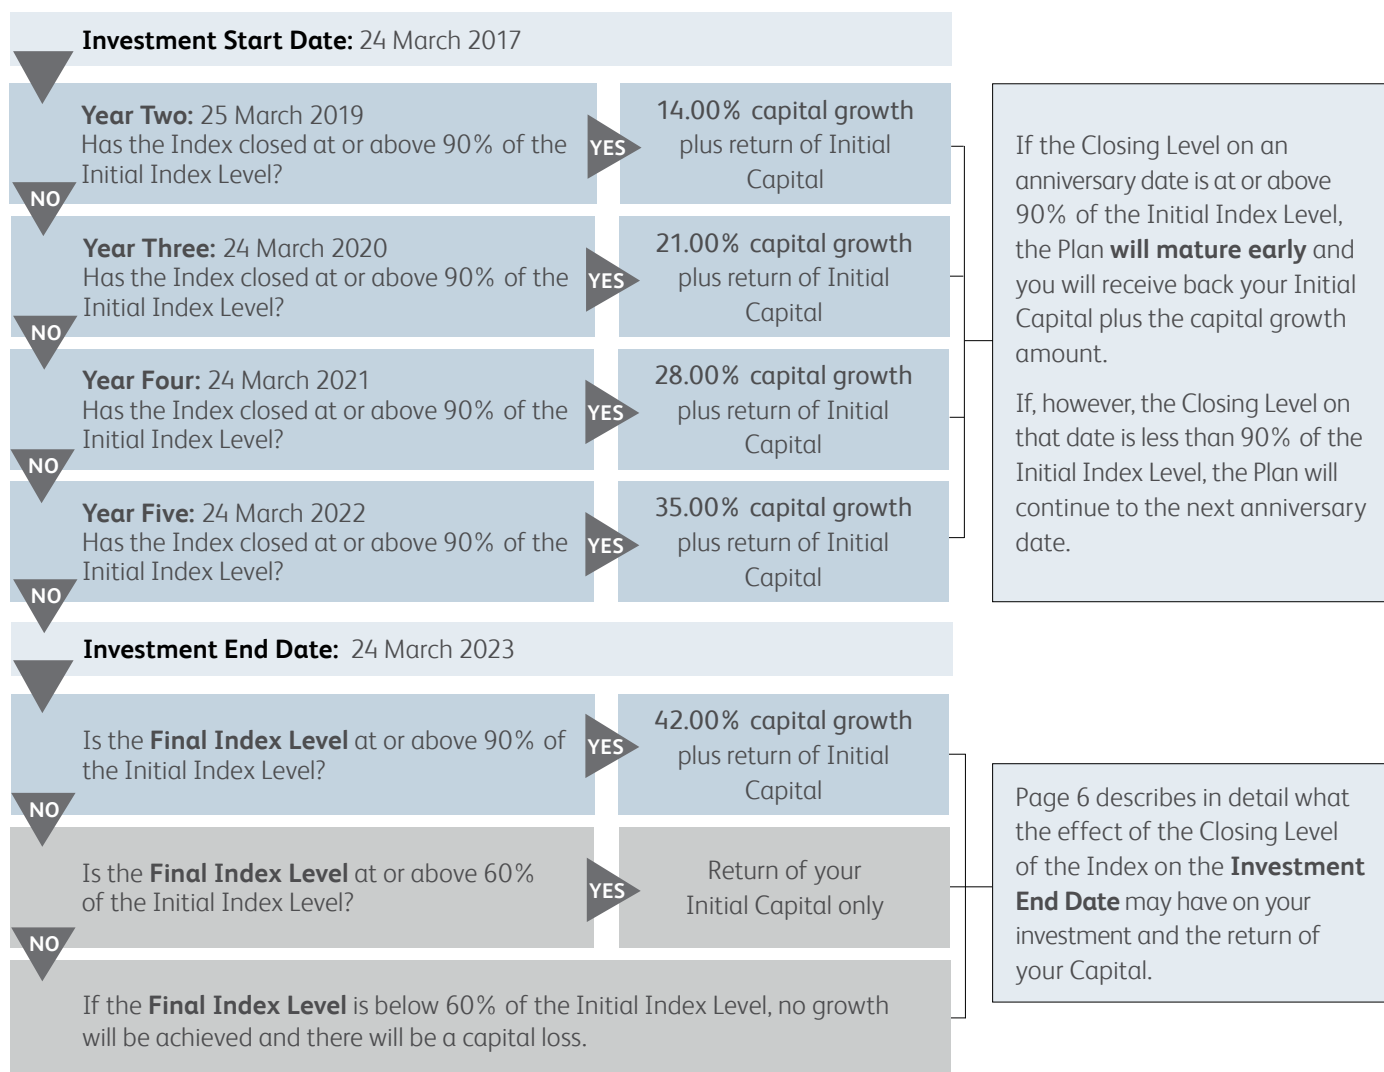 Investment Start Date: 24 March 2017
Year Two: 25 March 2019
Has the Index closed at or above 90% of the
Initial Index Level?
YES
14.00% capital growth
plus return of Initial
Capital
NO
Year Three: 24 March 2020
Has the Index closed at or above 90% of the
Initial Index Level?
YES
21.00% capital growth
plus return of Initial
Capital
NO
Year Four: 24 March 2021
Has the Index closed at or above 90% of the
Initial Index Level?
YES
28.00% capital growth
plus return of Initial
Capital
NO
Year Five: 24 March 2022
Has the Index closed at or above 90% of the
Initial Index Level?
YES
35.00% capital growth
plus return of Initial
Capital
NO
If the Closing Level on an
anniversary date is at or above
90% of the Initial Index Level,
the Plan will mature early and
you will receive back your Initial
Capital plus the capital growth
amount.
If, however, the Closing Level on
that date is less than 90% of the
Initial Index Level, the Plan will
continue to the next anniversary
date.
Investment End Date: 24 March 2023
Is the Final Index Level at or above 90% of
the Initial Index Level?
YES
42.00% capital growth
plus return of Initial
Capital
NO
Is the Final Index Level at or above 60%
of the Initial Index Level?
YES
Return of your
Initial Capital only
NO
If the Final Index Level is below 60% of the Initial Index Level, no growth
will be achieved and there will be a capital loss.
Page 6 describes in detail what
the effect of the Closing Level
of the Index on the Investment
End Date may have on your
investment and the return of
your Capital.